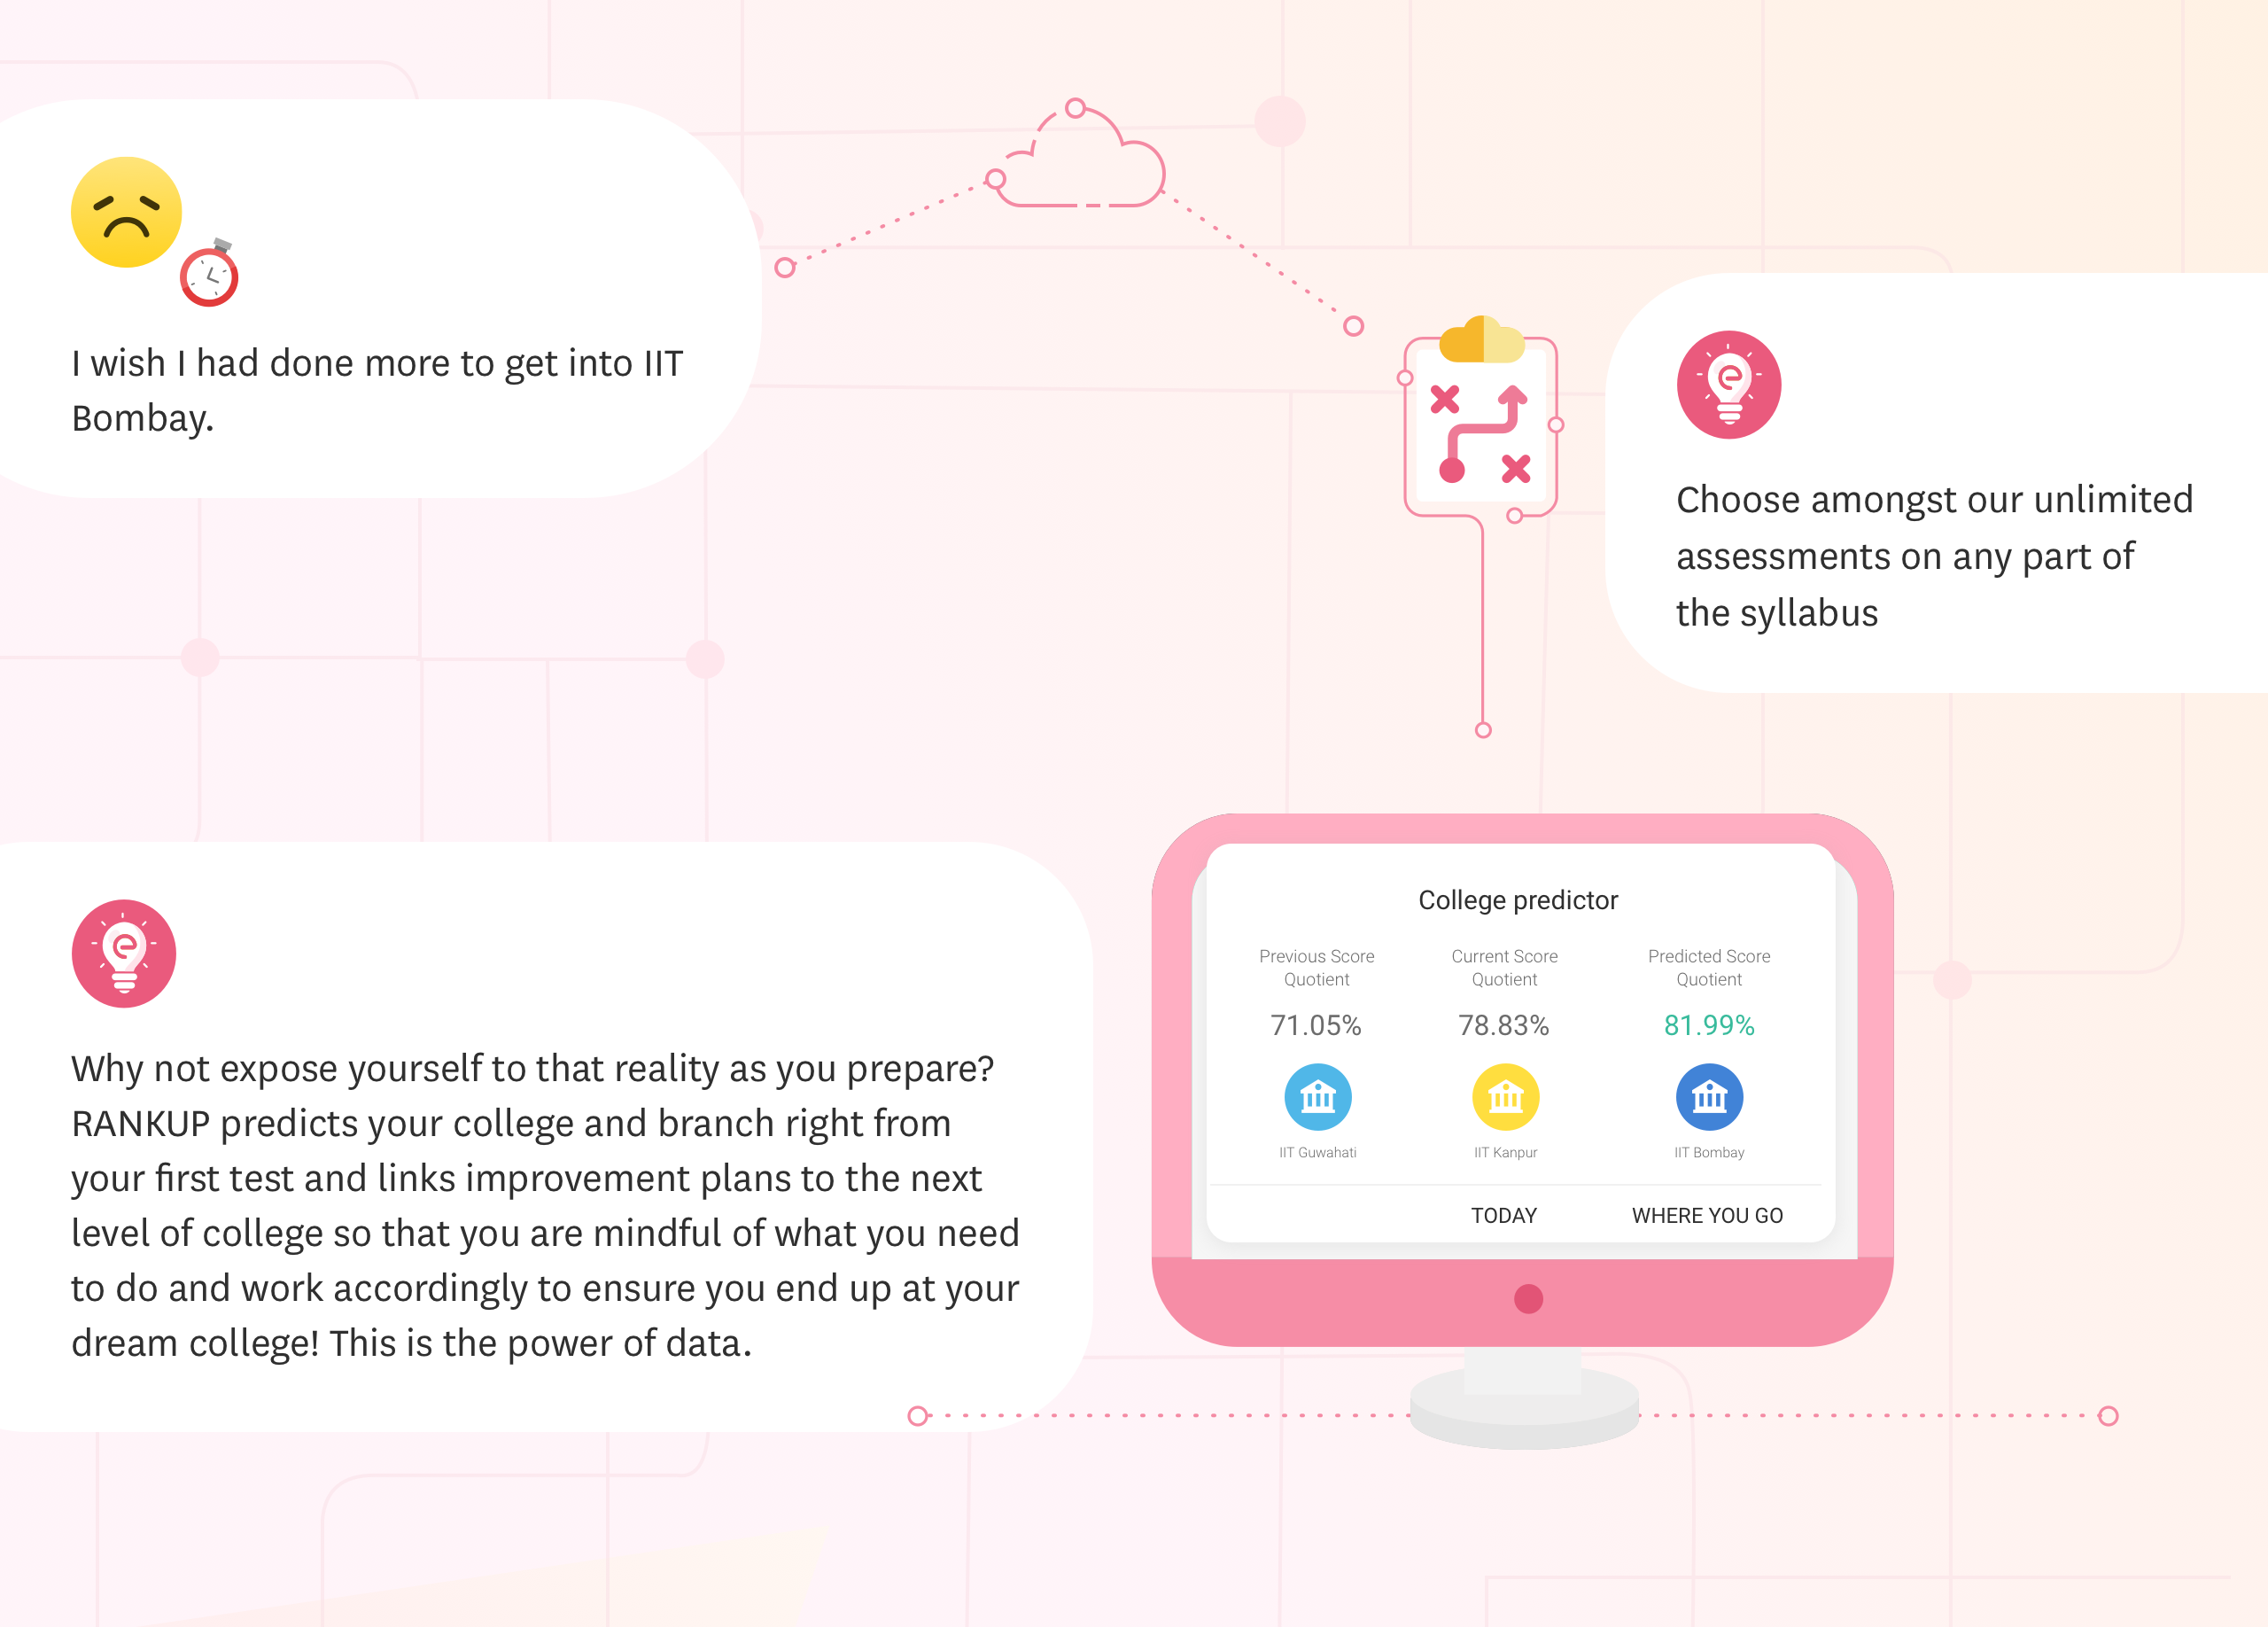 I wish I had done more to get into IIT
Bombay.
Choose amongst our unlimited
assessments on any part of
the syllabus
Why not expose yourself to that reality as you prepare?
RANKUP predicts your college and branch right from
your first test and links improvement plans to the next
level of college so that you are mindful of what you need
to do and work accordingly to ensure you end up at your
dream college! This is the power of data.
College predictor
Previous Score Current Score Predicted Score
Quotient Quotient Quotient
71.05% 78.83% 81.99%
IIT Guwahati IIT Kanpur IIT Bombay
TODAY WHERE YOU GO